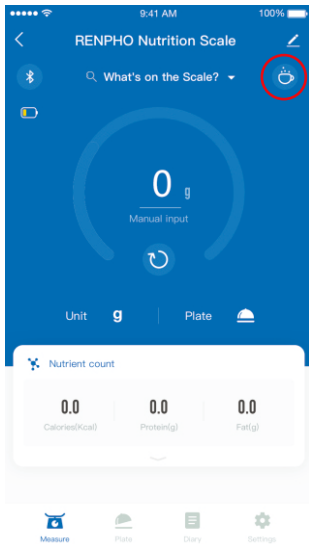 9:41 AM
100%
RENPHO Nutrition Scale
What's on the Scale?
0 g
Manual input
Unit g Plate
Nutrient count
0.0 0.0 0.0
Calories(Kcal) Protein(g) Fat(g)
Measure Plate Diary Settings